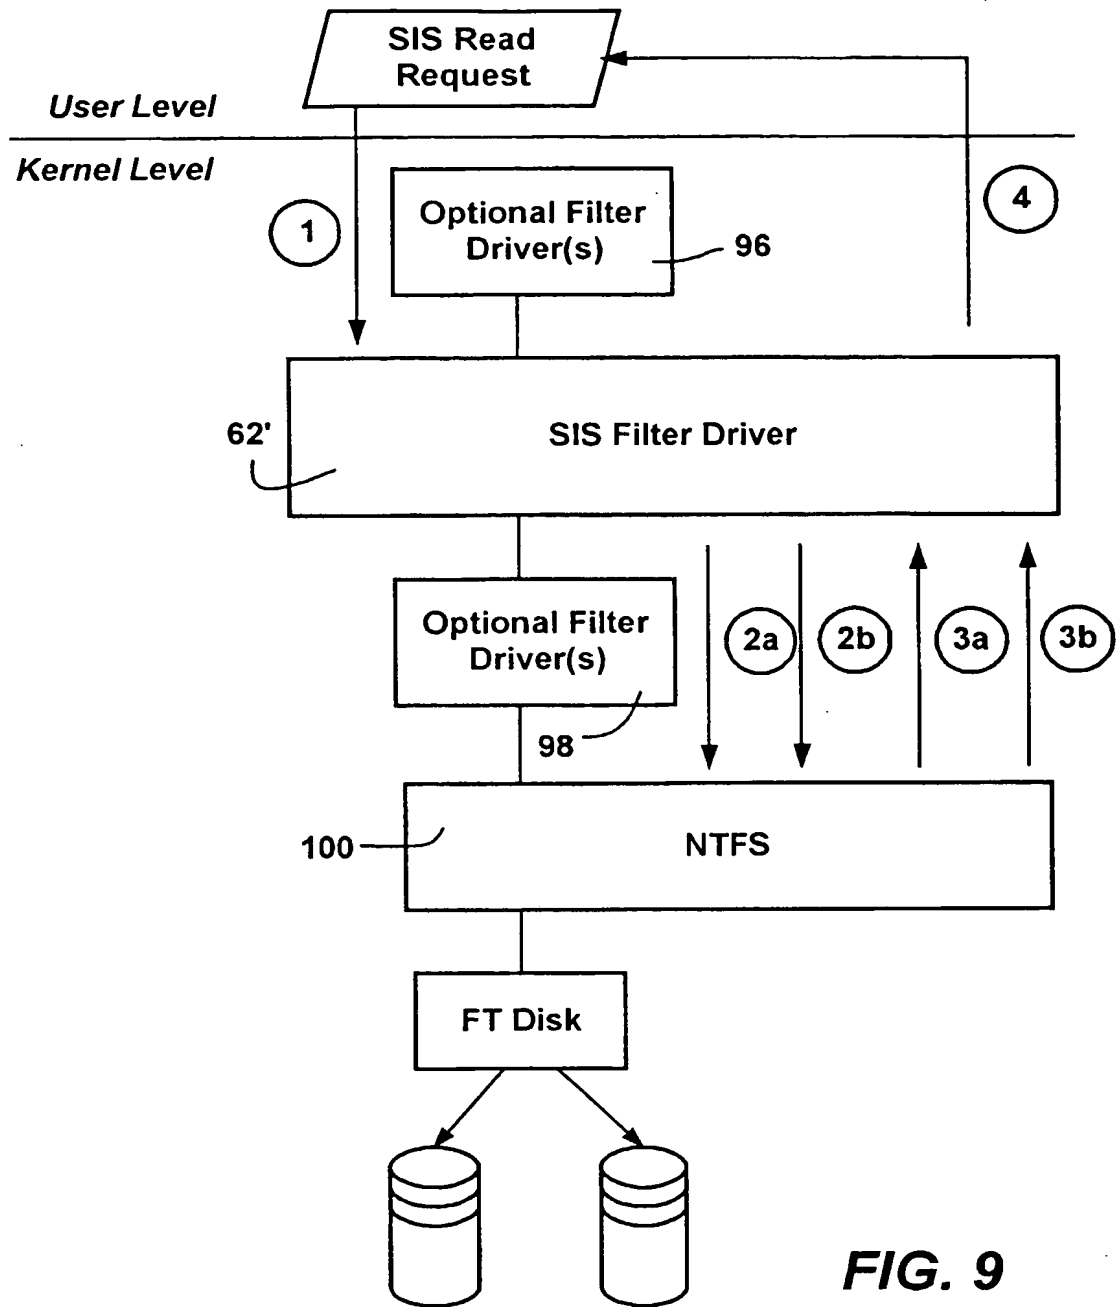 SIS Read
Request
User Level
Kernel Level
1
4
Optional Filter
Driver(s)
96
62'
SIS Filter Driver
Optional Filter
Driver(s)
2a
2b
3a
3b
98
100
NTFS
FT Disk
FIG. 9